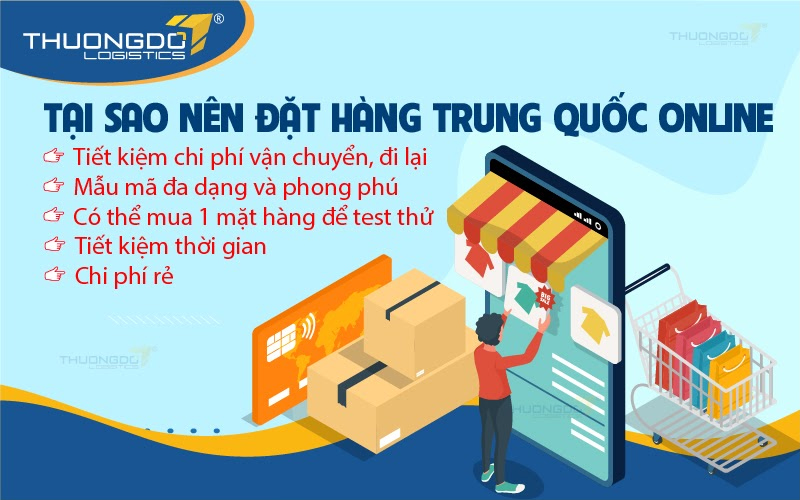 THUONGDO ®
LOGISTICS
THUONGDO
LOGISTICS
TẠI SAO NÊN ĐẶT HÀNG TRUNG QUỐC ONLINE
Tiết kiệm chi phí vận chuyển, đi lại
Mẫu mã đa dạng và phong phú
Có thể mua 1 mặt hàng để test thử
Tiết kiệm thời gian
Chi phí rẻ
BIG
SALE
THUONGDO
LOGISTICS
THUONGDO
LOGISTICS
THUONGDO
LOGISTICS